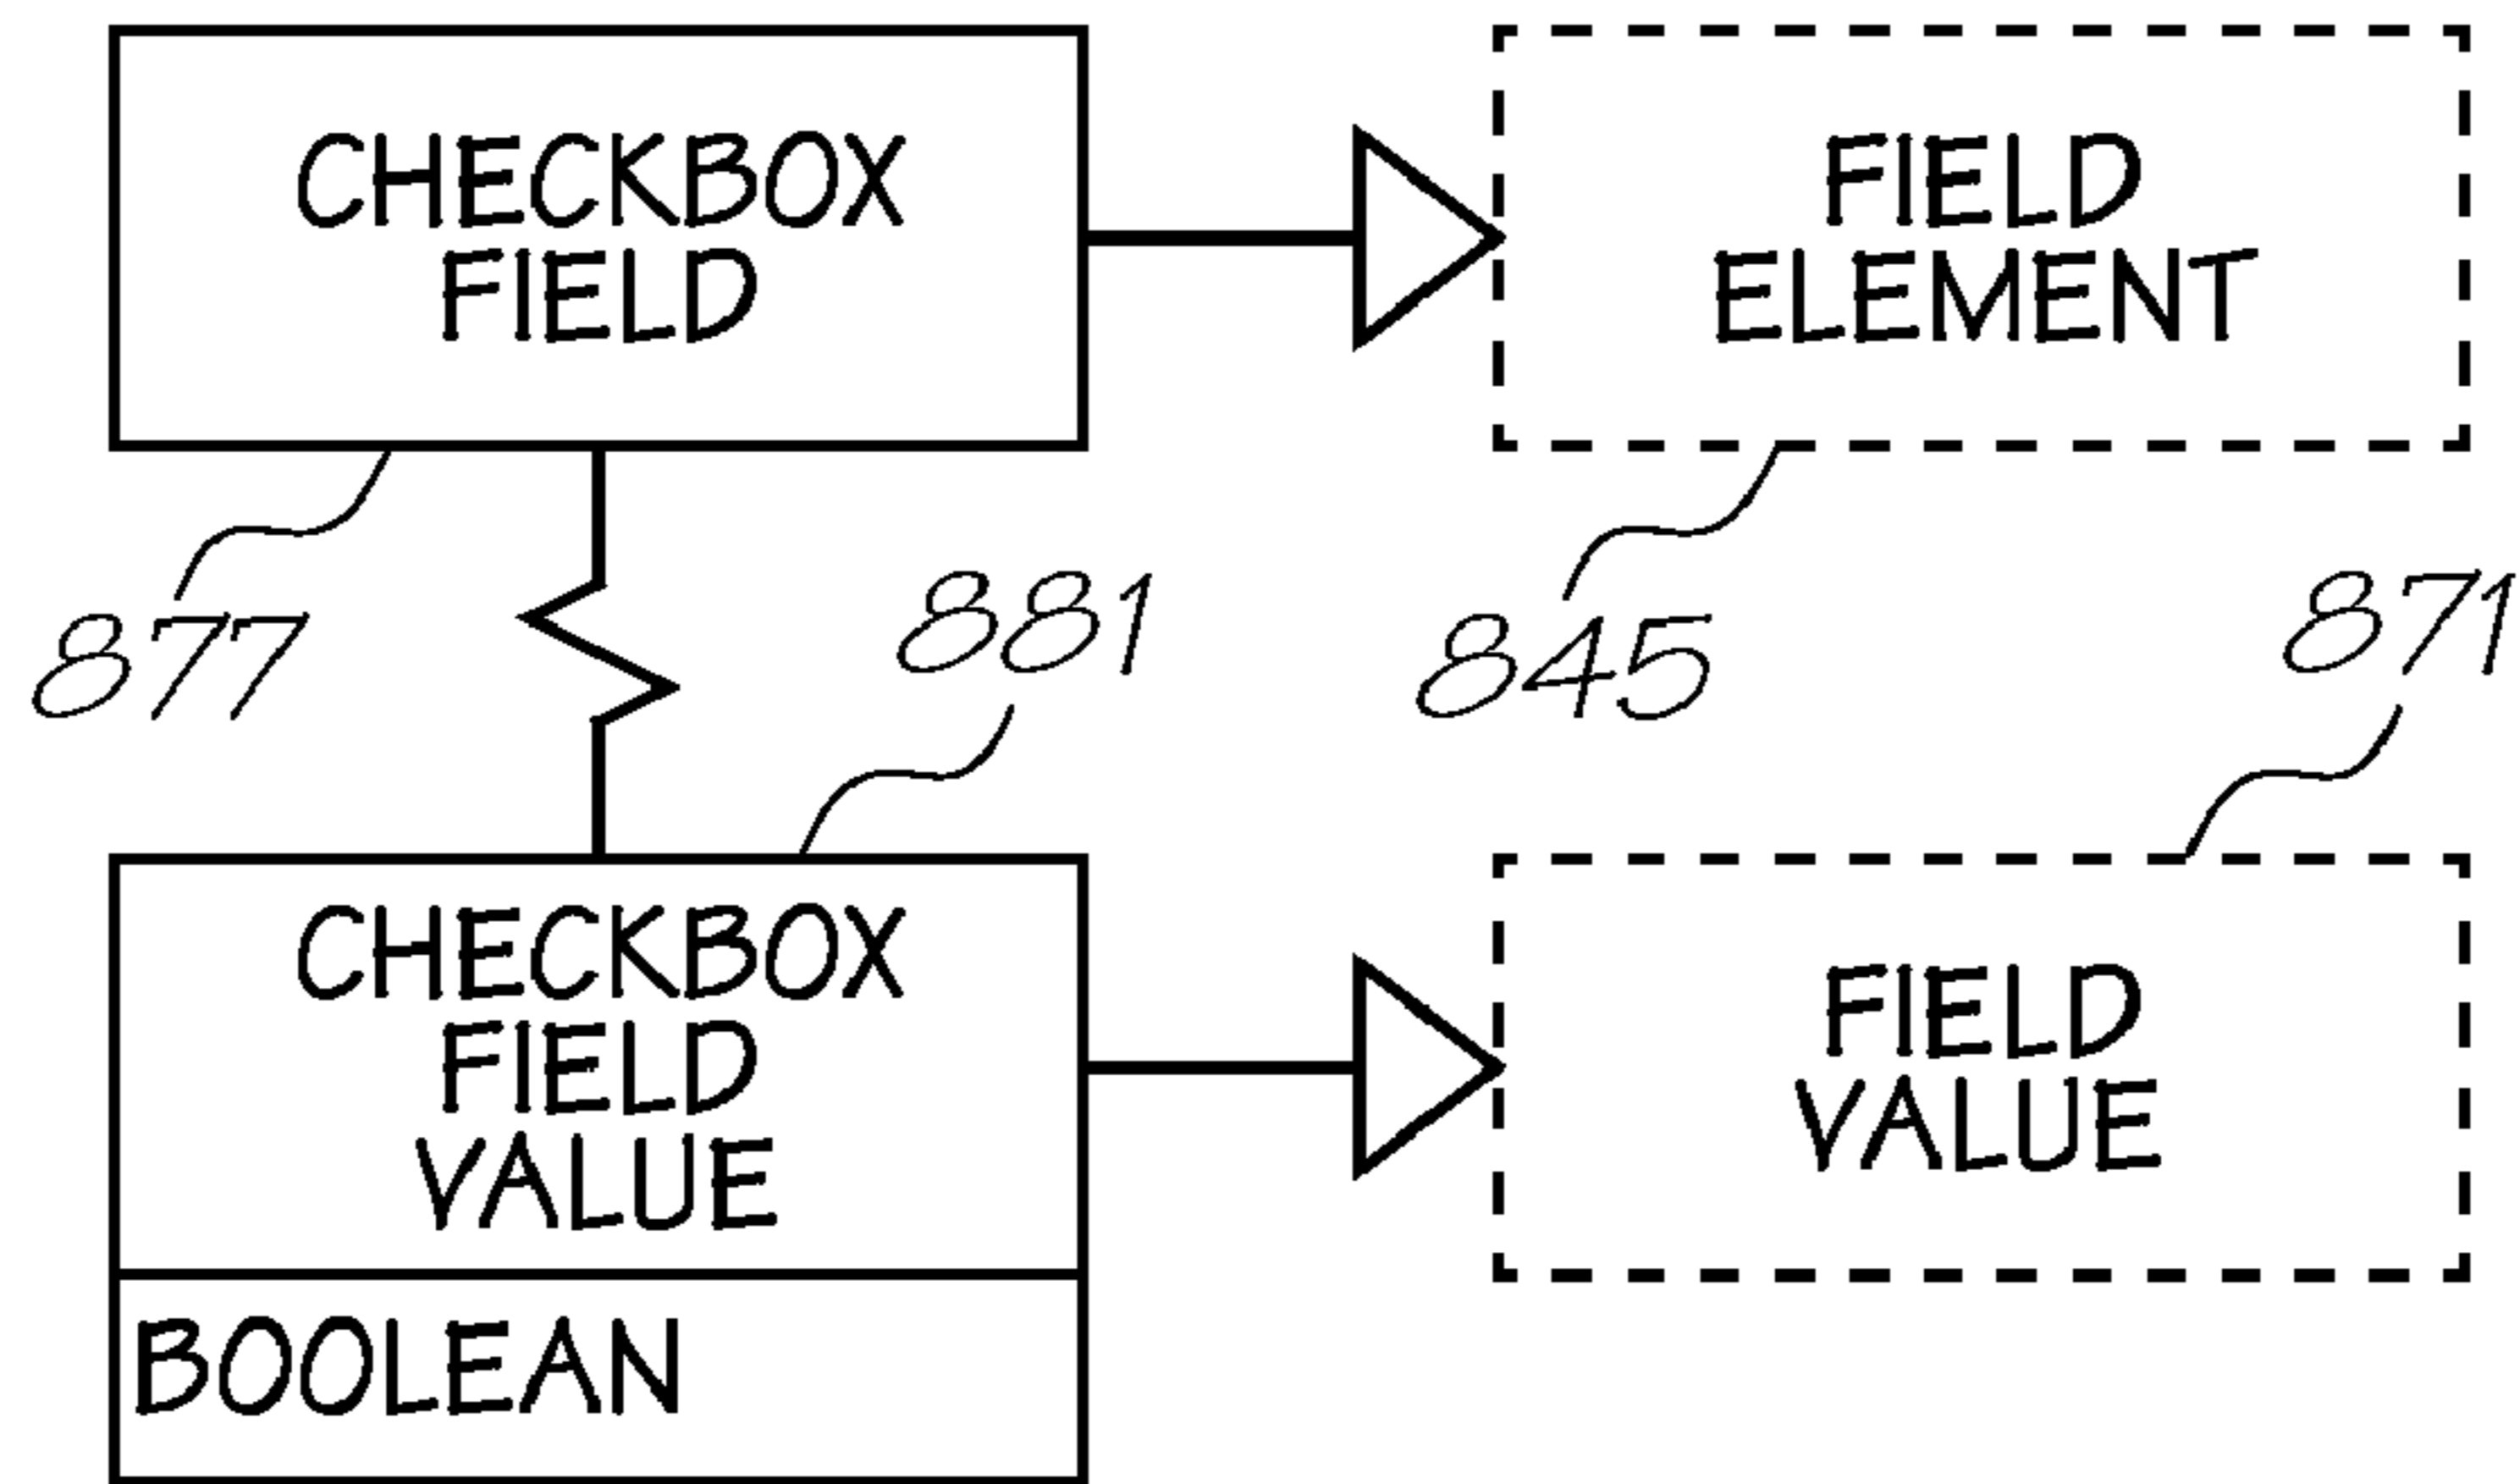 CHECKBOX
FIELD
FIELD
ELEMENT
877
881
845
871
CHECKBOX
FIELD
VALUE
FIELD
VALUE
BOOLEAN